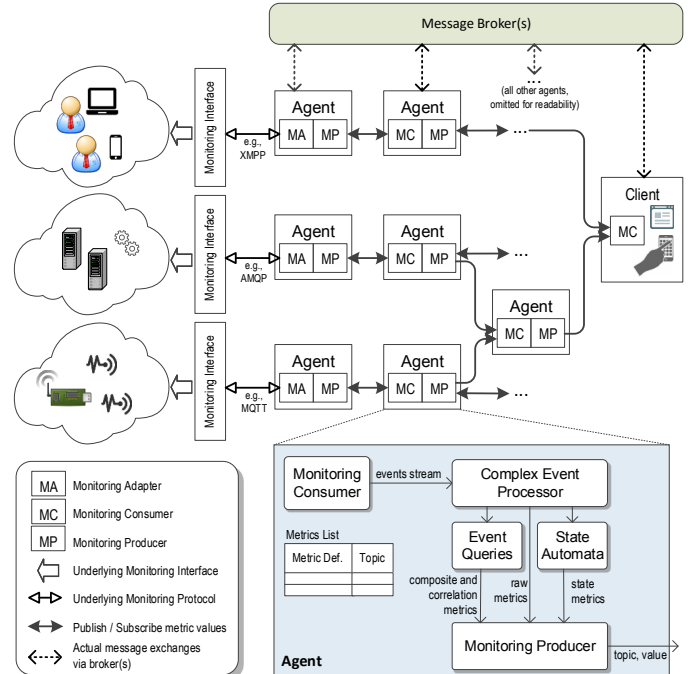 Message Broker(s)
...
(all other agents,
omitted for readability)
Monitoring Interface
e.g.,
XMPP
Agent
MA
MP
Agent
MC
MP
...
Client
MC
Monitoring Interface
e.g.,
AMQP
Agent
MA
MP
Agent
MC
MP
...
Agent
MC
MP
Monitoring Interface
e.g.,
MQTT
Agent
MA
MP
Agent
MC
MP
...
MA Monitoring Adapter
MC Monitoring Consumer
MP Monitoring Producer
Underlying Monitoring Interface
Underlying Monitoring Protocol
Publish / Subscribe metric values
Actual message exchanges
via broker(s)
Monitoring
Consumer
events stream
Complex Event
Processor
Metrics List
Metric Def.
Topic
Event
Queries
State
Automata
composite and
correlation
metrics
raw
metrics
state
metrics
Monitoring Producer
topic, value
Agent